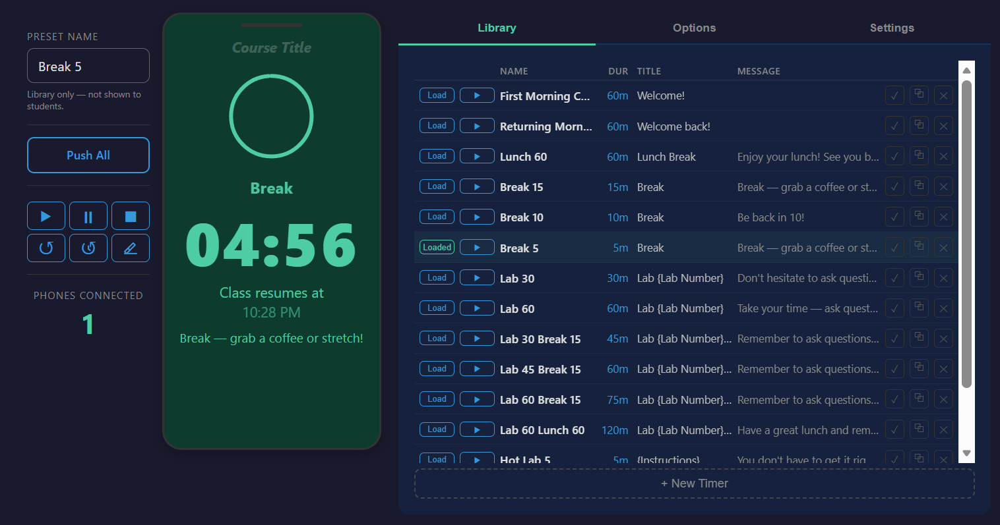 PRESET NAME
Break 5
Library only — not shown to
students.
Push All
PHONES CONNECTED
1
Course Title
Break
04:56
Class resumes at
10:28 PM
Break — grab a coffee or stretch!
Library Options Settings
NAME DUR TITLE MESSAGE
Load First Morning C... 60m Welcome!
Load Returning Morn... 60m Welcome back!
Load Lunch 60 60m Lunch Break Enjoy your lunch! See you b...
Load Break 15 15m Break Break — grab a coffee or st...
Load Break 10 10m Break Be back in 10!
Loaded Break 5 5m Break Break — grab a coffee or st...
Load Lab 30 30m Lab {Lab Number} Don't hesitate to ask questi...
Load Lab 60 60m Lab {Lab Number} Take your time — ask quest...
Load Lab 30 Break 15 45m Lab {Lab Number}... Remember to ask questions...
Load Lab 45 Break 15 60m Lab {Lab Number}... Remember to ask questions...
Load Lab 60 Break 15 75m Lab {Lab Number}... Remember to ask questions...
Load Lab 60 Lunch 60 120m Lab {Lab Number}... Have a great lunch and rem...
Load Hot Lab 5 5m {Instructions} You don't have to get it rig...
+ New Timer